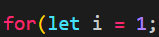 for(let i = 1;